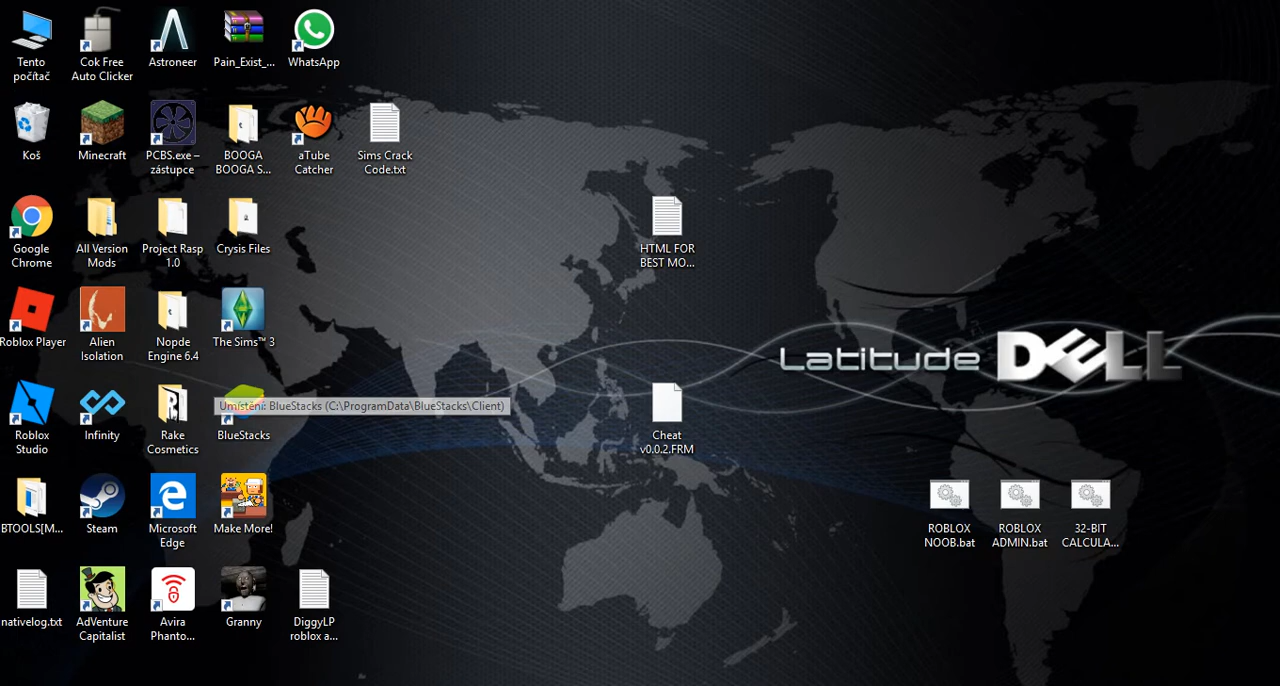 Tento
počítač
Cok Free
Auto Clicker
Astroneer
Pain_Exist_...
WhatsApp
Koš
Minecraft
PCBS.exe –
zástupce
BOOGA
BOOGA S...
aTube
Catcher
Sims Crack
Code.txt
Google
Chrome
All Version
Mods
Project Rasp
1.0
Crysis Files
HTML FOR
BEST MO...
Roblox Player
Alien
Isolation
Nopde
Engine 6.4
The Sims™ 3
Latitude DELL
Roblox
Studio
Infinity
Rake
Cosmetics
Umístění: BlueStacks (C:\ProgramData\BlueStacks\Client)
BlueStacks
Cheat
v0.0.2.FRM
BTOOLS[M...
Steam
Microsoft
Edge
Make More!
ROBLOX
NOOB.bat
ROBLOX
ADMIN.bat
32-BIT
CALCULA...
nativelog.txt
AdVenture
Capitalist
Avira
Phanto...
Granny
DiggyLP
roblox a...